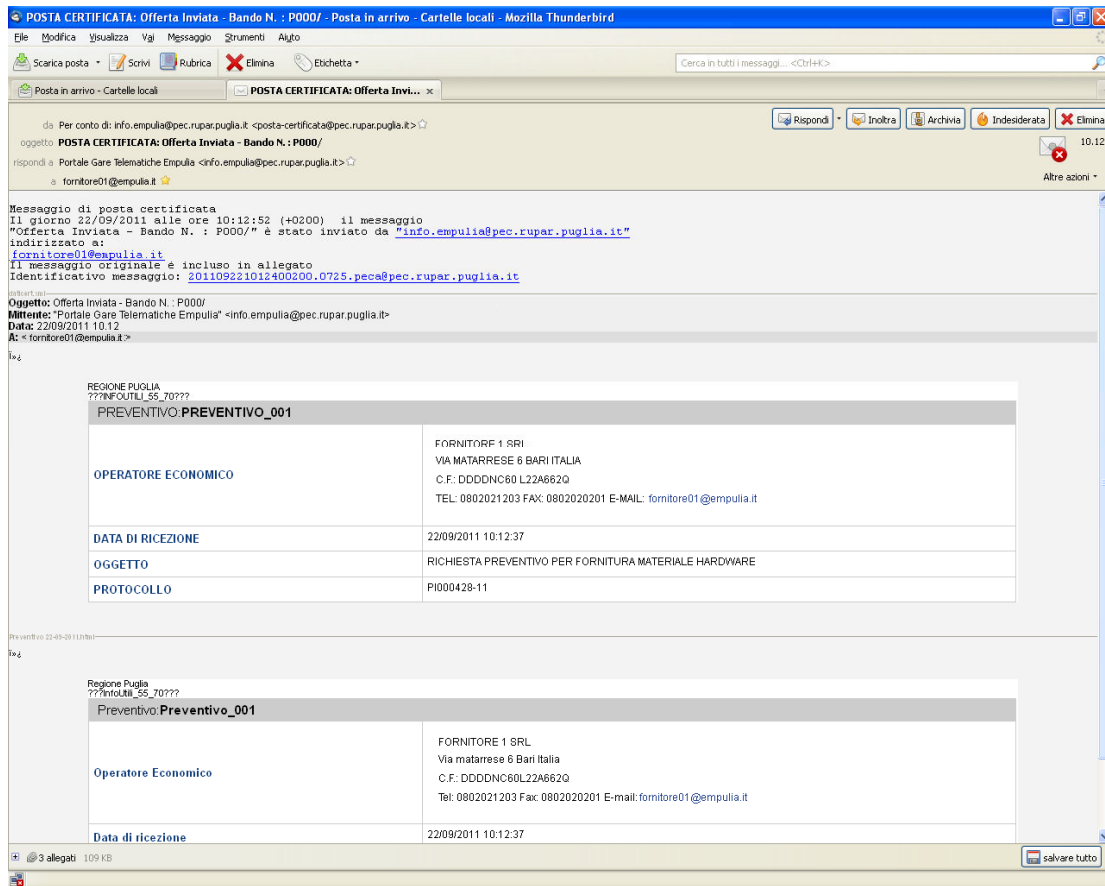 POSTA CERTIFICATA: Offerta Inviata - Bando N. : P000/ - Posta in arrivo - Cartelle locali - Mozilla Thunderbird
File Modifica Visualizza Vai Messaggio Strumenti Aiuto
Scarica posta Scrivi Rubrica Elimina Etichetta Cerca in tutti i messaggi... <Ctrl+K>
Posta in arrivo - Cartelle locali POSTA CERTIFICATA: Offerta Invi... x
da Per conto di: info.empulia@pec.rupar.puglia.it <posta-certificata@pec.rupar.puglia.it> Rispondi Inoltra Archivia Indesiderata Elimina
oggetto POSTA CERTIFICATA: Offerta Inviata - Bando N. : P000/ 10.12
rispondi a Portale Gare Telematiche Empulia <info.empulia@pec.rupar.puglia.it>
a fornitore01@empulia.it Altre azioni
Messaggio di posta certificata
Il giorno 22/09/2011 alle ore 10:12:52 (+0200) il messaggio
"Offerta Inviata - Bando N. : P000/" è stato inviato da "info.empulia@pec.rupar.puglia.it"
indirizzato a:
fornitore01@empulia.it
Il messaggio originale è incluso in allegato
Identificativo messaggio: 201109221012400200.0725.peca@pec.rupar.puglia.it
daticert.xml
Oggetto: Offerta Inviata - Bando N. : P000/
Mittente: "Portale Gare Telematiche Empulia" <info.empulia@pec.rupar.puglia.it>
Data: 22/09/2011 10.12
A: < fornitore01@empulia.it >
ï»¿
REGIONE PUGLIA
???INFOUTILI_55_70???
PREVENTIVO:PREVENTIVO_001
OPERATORE ECONOMICO
FORNITORE 1 SRL
VIA MATARRESE 6 BARI ITALIA
C.F.: DDDDNC60 L22A662Q
TEL: 0802021203 FAX: 0802020201 E-MAIL: fornitore01@empulia.it
DATA DI RICEZIONE 22/09/2011 10:12:37
OGGETTO RICHIESTA PREVENTIVO PER FORNITURA MATERIALE HARDWARE
PROTOCOLLO PI000428-11
Preventivo 22-09-2011.html
ï»¿
Regione Puglia
???InfoUtili_55_70???
Preventivo:Preventivo_001
Operatore Economico
FORNITORE 1 SRL
Via matarrese 6 Bari Italia
C.F.: DDDDNC60L22A662Q
Tel: 0802021203 Fax: 0802020201 E-mail: fornitore01@empulia.it
Data di ricezione 22/09/2011 10:12:37
3 allegati 109 KB salvare tutto